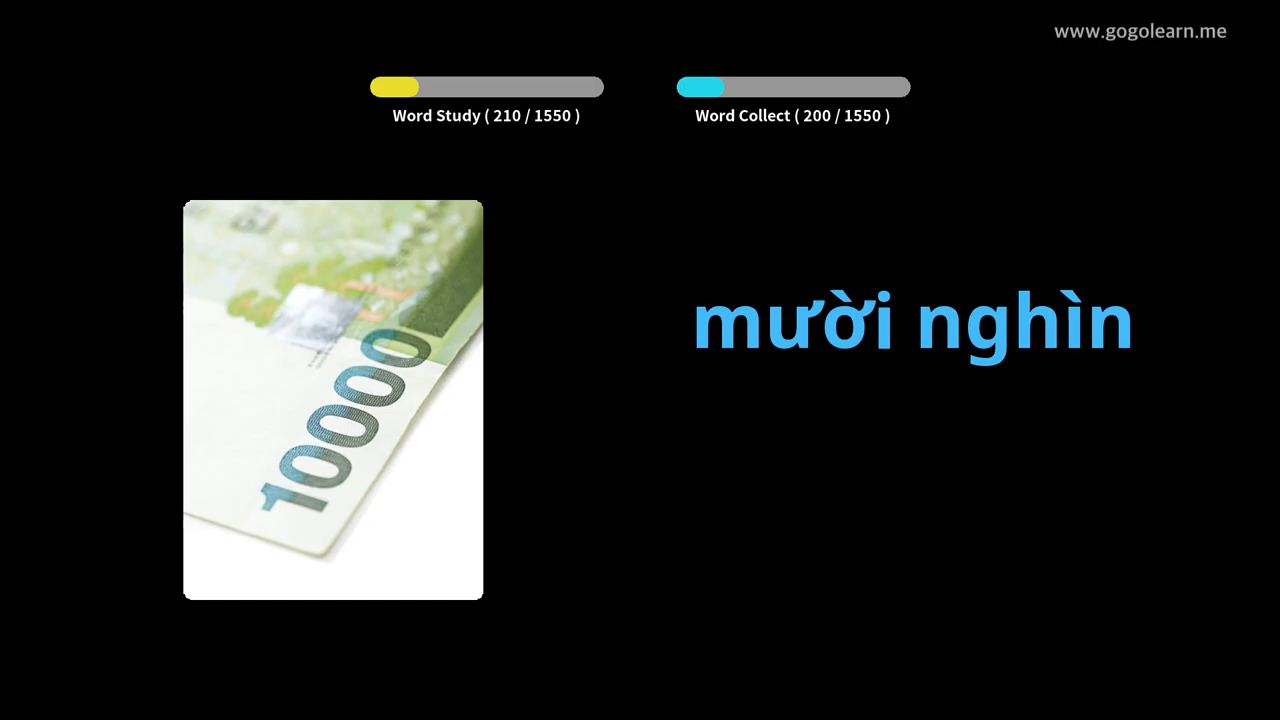 www.gogolearn.me
Word Study ( 210 / 1550 )
Word Collect ( 200 / 1550 )
mười nghìn
10000